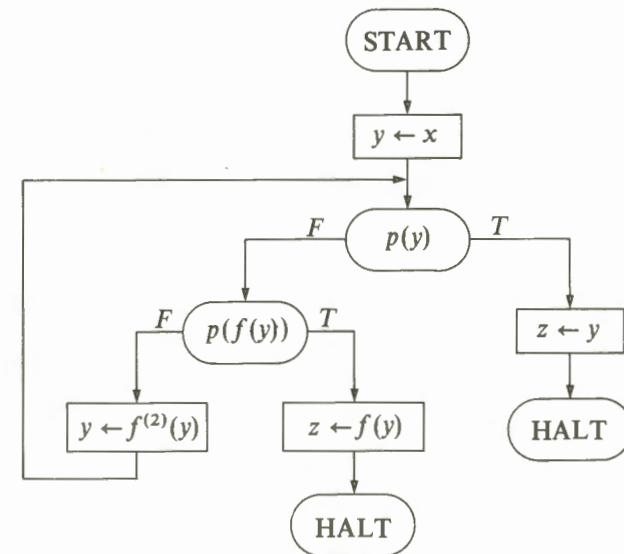 START
y ← x
F
p(y)
T
F
p(f(y))
T
z ← y
y ← f⁽²⁾(y)
z ← f(y)
HALT
HALT